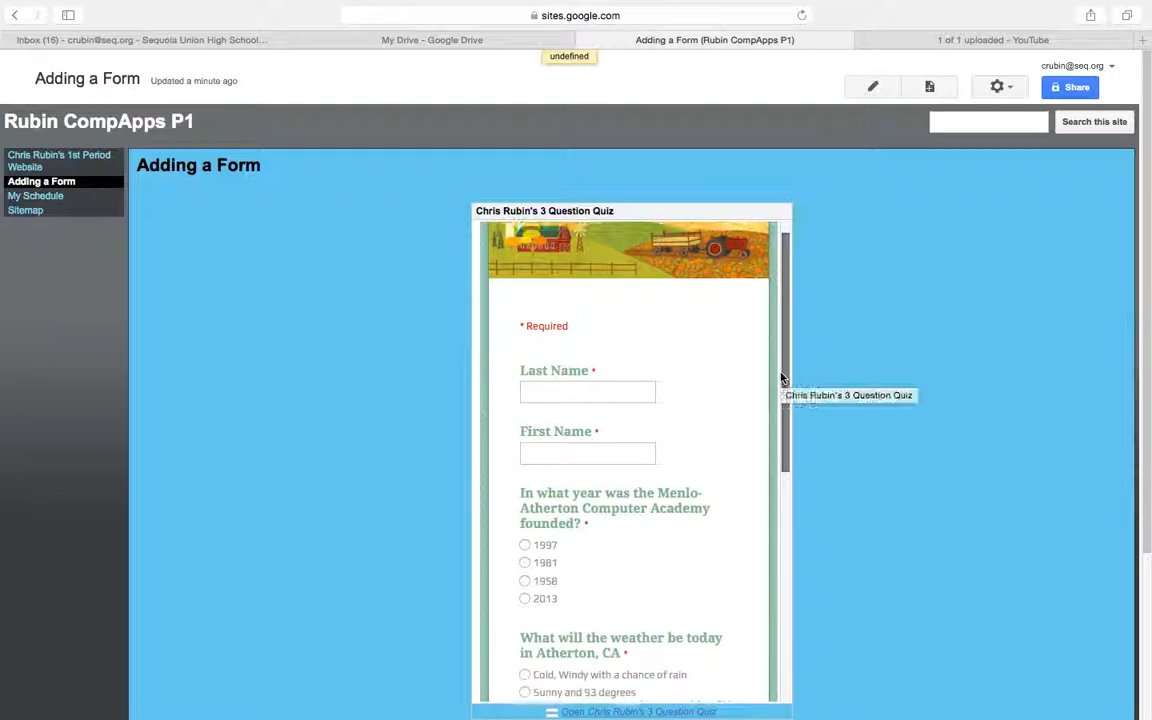 sites.google.com
Inbox (16) - crubin@seq.org - Sequoia Union High School...
My Drive - Google Drive
Adding a Form (Rubin CompApps P1)
1 of 1 uploaded - YouTube
undefined
crubin@seq.org
Adding a Form Updated a minute ago
Share
Rubin CompApps P1
Search this site
Chris Rubin's 1st Period
Website
Adding a Form
My Schedule
Sitemap
Adding a Form
Chris Rubin's 3 Question Quiz
* Required
Last Name *
First Name *
Chris Rubin's 3 Question Quiz
In what year was the Menlo-
Atherton Computer Academy
founded? *
1997
1981
1958
2013
What will the weather be today
in Atherton, CA *
Cold, Windy with a chance of rain
Sunny and 93 degrees
Open Chris Rubin's 3 Question Quiz